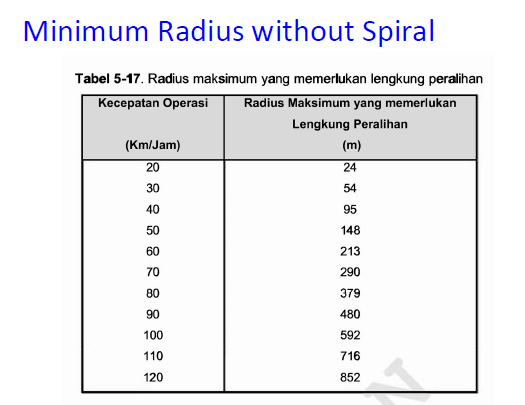 Minimum Radius without Spiral
Tabel 5-17. Radius maksimum yang memerlukan lengkung peralihan
Kecepatan Operasi
(Km/Jam)
Radius Maksimum yang memerlukan
Lengkung Peralihan
(m)
20 24
30 54
40 95
50 148
60 213
70 290
80 379
90 480
100 592
110 716
120 852
N